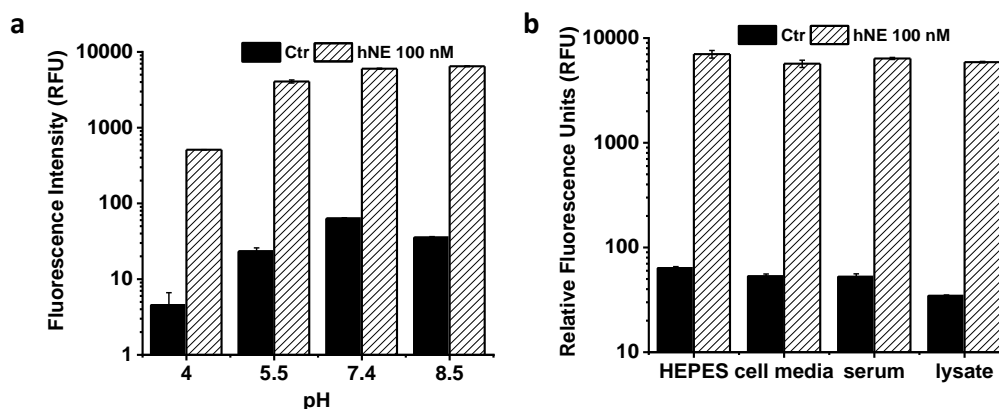 a
Ctr hNE 100 nM
Fluorescence Intensity (RFU)
10000
1000
100
10
1
4 5.5 7.4 8.5
pH
b
Ctr hNE 100 nM
Relative Fluorescence Units (RFU)
10000
1000
100
10
HEPES cell media serum lysate